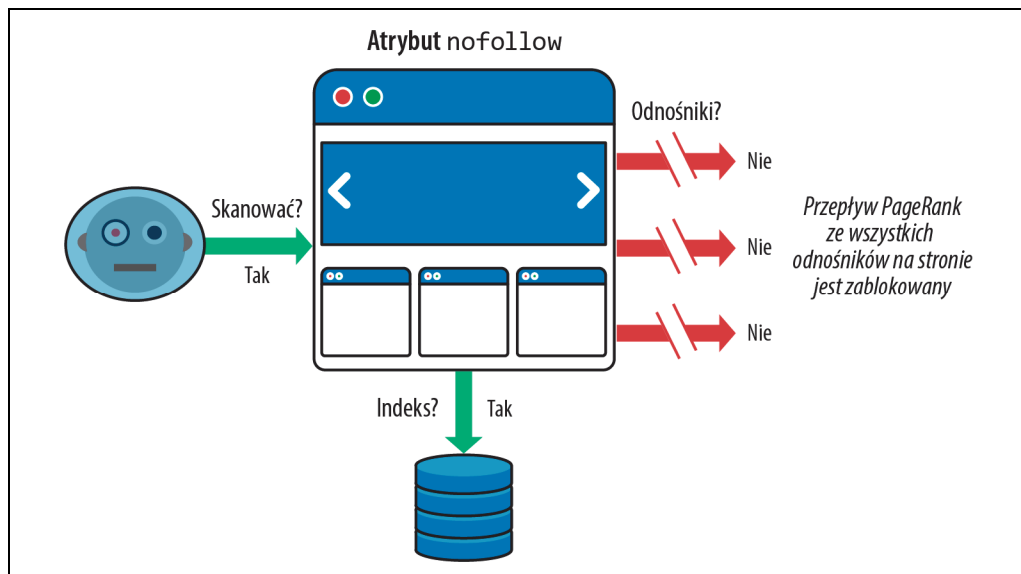 Atrybut nofollow
Odnośniki?
Nie
Skanować?
Tak
Nie
Przepływ PageRank
ze wszystkich
odnośników na stronie
jest zablokowany
Nie
Indeks?
Tak